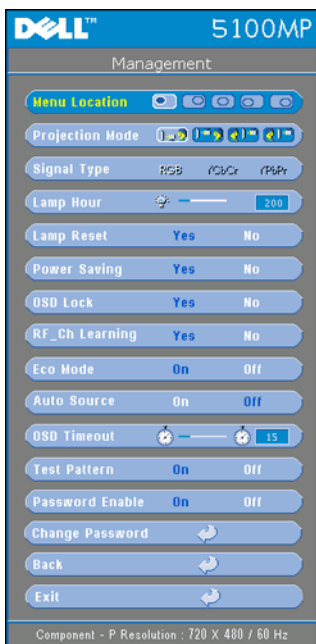 DELL™ 5100MP
Management
Menu Location
Projection Mode
Signal Type RGB YCbCr YPbPr
Lamp Hour 200
Lamp Reset Yes No
Power Saving Yes No
OSD Lock Yes No
RF_Ch Learning Yes No
Eco Mode On Off
Auto Source On Off
OSD Timeout 15
Test Pattern On Off
Password Enable On Off
Change Password
Back
Exit
Component - P Resolution : 720 X 480 / 60 Hz